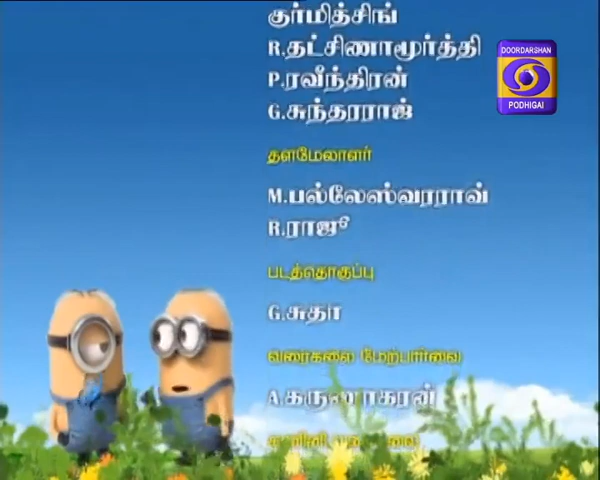 குர்மித்சிங்
R.தட்சிணாமூர்த்தி
DOORDARSHAN
PODHIGAI
P.ரவீந்திரன்
G.சுந்தரராஜ்
தளமேலாளர்
M.பல்லேஸ்வரராவ்
R.ராஜூ
படத்தொகுப்பு
G.சுதா
வரைகலை மேற்பார்வை
A.கருணாகரன்